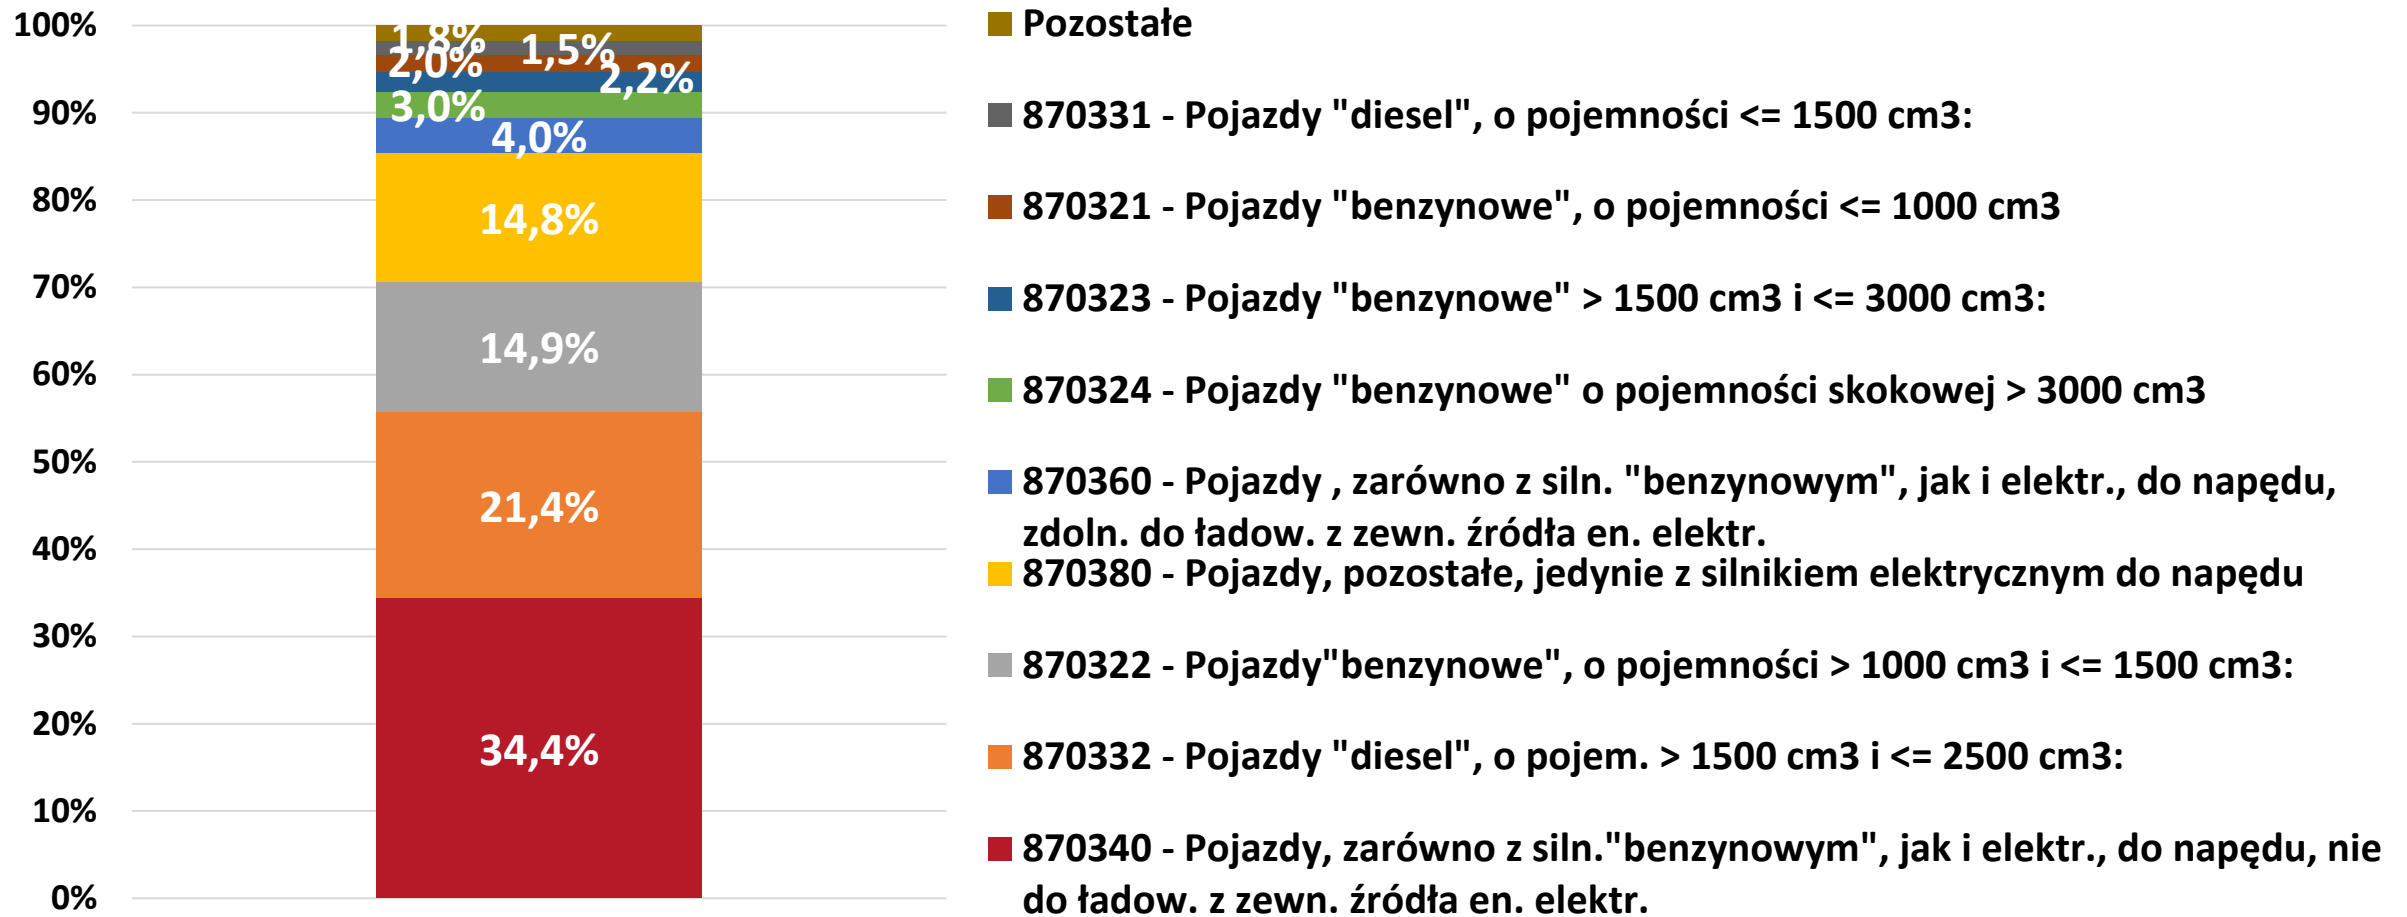 100%
90%
80%
70%
60%
50%
40%
30%
20%
10%
0%
1,8%
1,5%
2,0%
2,2%
3,0%
4,0%
14,8%
14,9%
21,4%
34,4%
Pozostałe
870331 - Pojazdy "diesel", o pojemności <= 1500 cm3:
870321 - Pojazdy "benzynowe", o pojemności <= 1000 cm3
870323 - Pojazdy "benzynowe" > 1500 cm3 i <= 3000 cm3:
870324 - Pojazdy "benzynowe" o pojemności skokowej > 3000 cm3
870360 - Pojazdy , zarówno z siln. "benzynowym", jak i elektr., do napędu,
zdoln. do ładow. z zewn. źródła en. elektr.
870380 - Pojazdy, pozostałe, jedynie z silnikiem elektrycznym do napędu
870322 - Pojazdy"benzynowe", o pojemności > 1000 cm3 i <= 1500 cm3:
870332 - Pojazdy "diesel", o pojem. > 1500 cm3 i <= 2500 cm3:
870340 - Pojazdy, zarówno z siln."benzynowym", jak i elektr., do napędu, nie
do ładow. z zewn. źródła en. elektr.